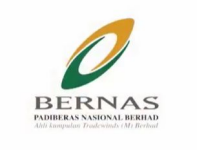 BERNAS
PADIBERAS NASIONAL BERHAD
Ahli kumpulan Tradewinds (M) Berhad